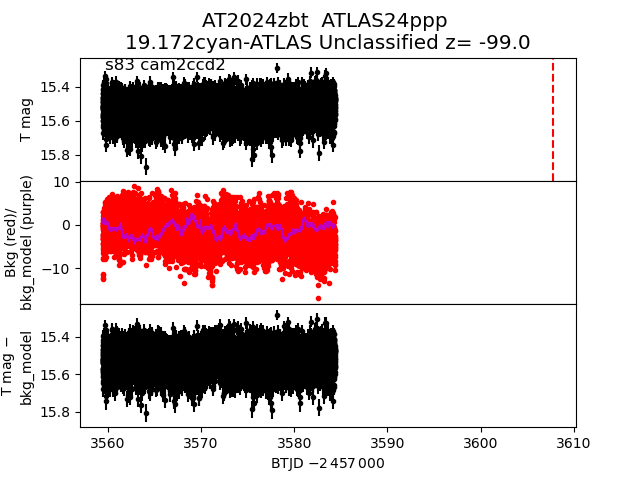 AT2024zbt  ATLAS24ppp
19.172cyan-ATLAS Unclassified z= -99.0
s83 cam2ccd2
T mag
15.4
15.6
15.8
Bkg (red)/
bkg_model (purple)
10
0
−10
T mag −
bkg_model
15.4
15.6
15.8
3560 3570 3580 3590 3600 3610
BTJD −2 457 000